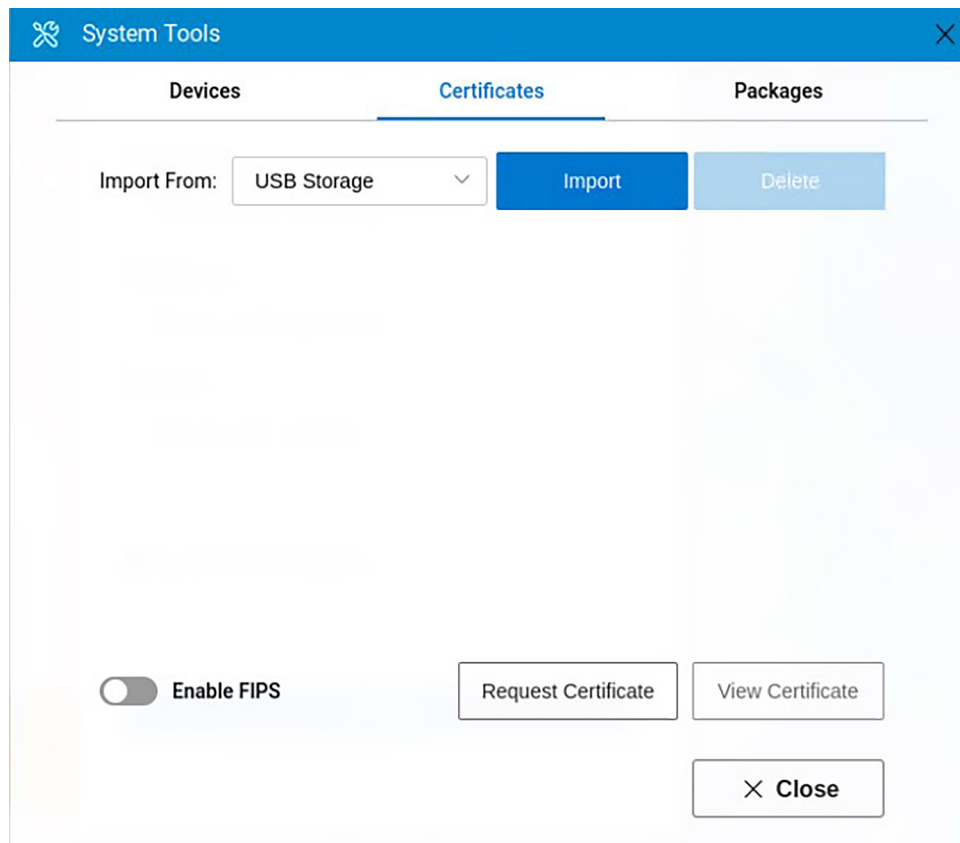 System Tools
Devices Certificates Packages
Import From: USB Storage Import Delete
Enable FIPS Request Certificate View Certificate
Close